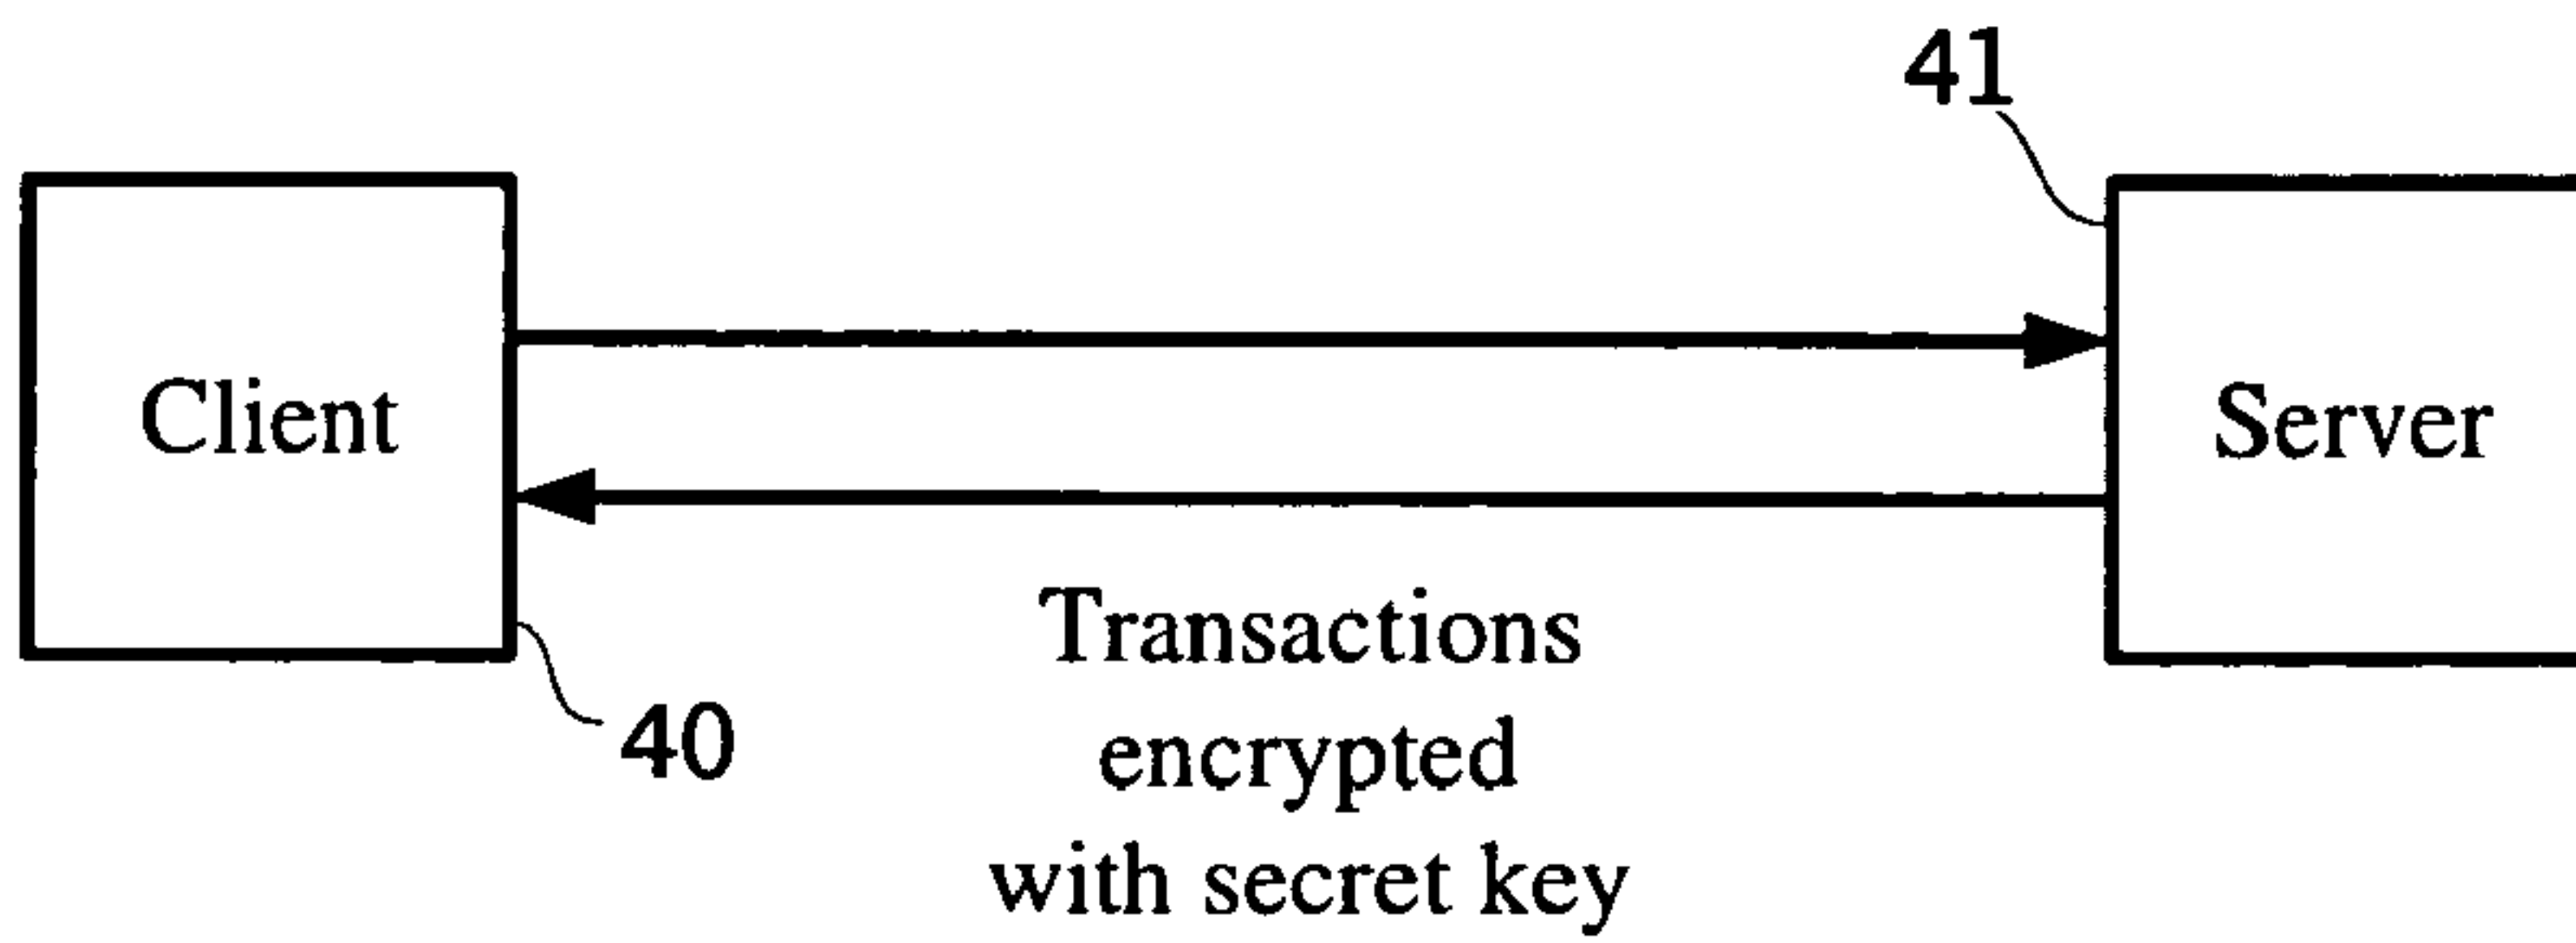 41
Client
Server
Transactions
encrypted
with secret key
40